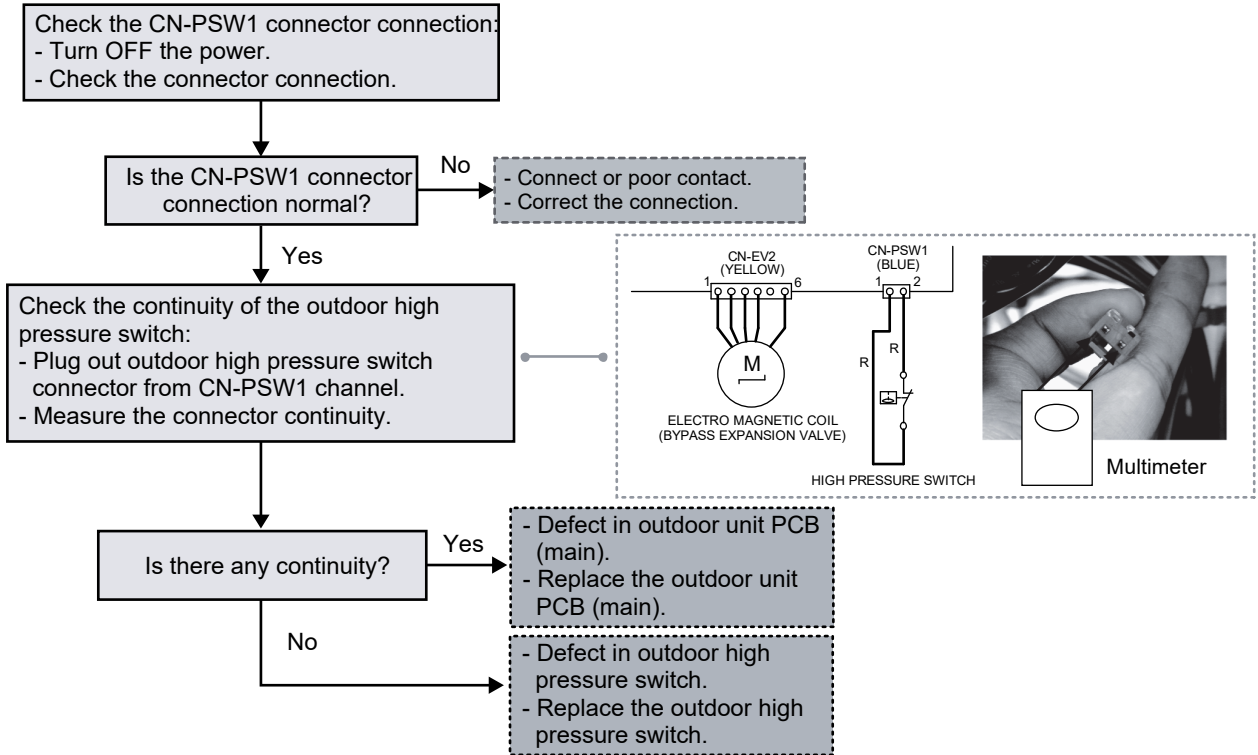 Check the CN-PSW1 connector connection:
- Turn OFF the power.
- Check the connector connection.
Is the CN-PSW1 connector
connection normal?
No
- Connect or poor contact.
- Correct the connection.
Yes
Check the continuity of the outdoor high
pressure switch:
- Plug out outdoor high pressure switch
connector from CN-PSW1 channel.
- Measure the connector continuity.
CN-EV2
(YELLOW)
1
6
M
ELECTRO MAGNETIC COIL
(BYPASS EXPANSION VALVE)
CN-PSW1
(BLUE)
1
2
R
R
HIGH PRESSURE SWITCH
Multimeter
Is there any continuity?
Yes
- Defect in outdoor unit PCB
(main).
- Replace the outdoor unit
PCB (main).
No
- Defect in outdoor high
pressure switch.
- Replace the outdoor high
pressure switch.